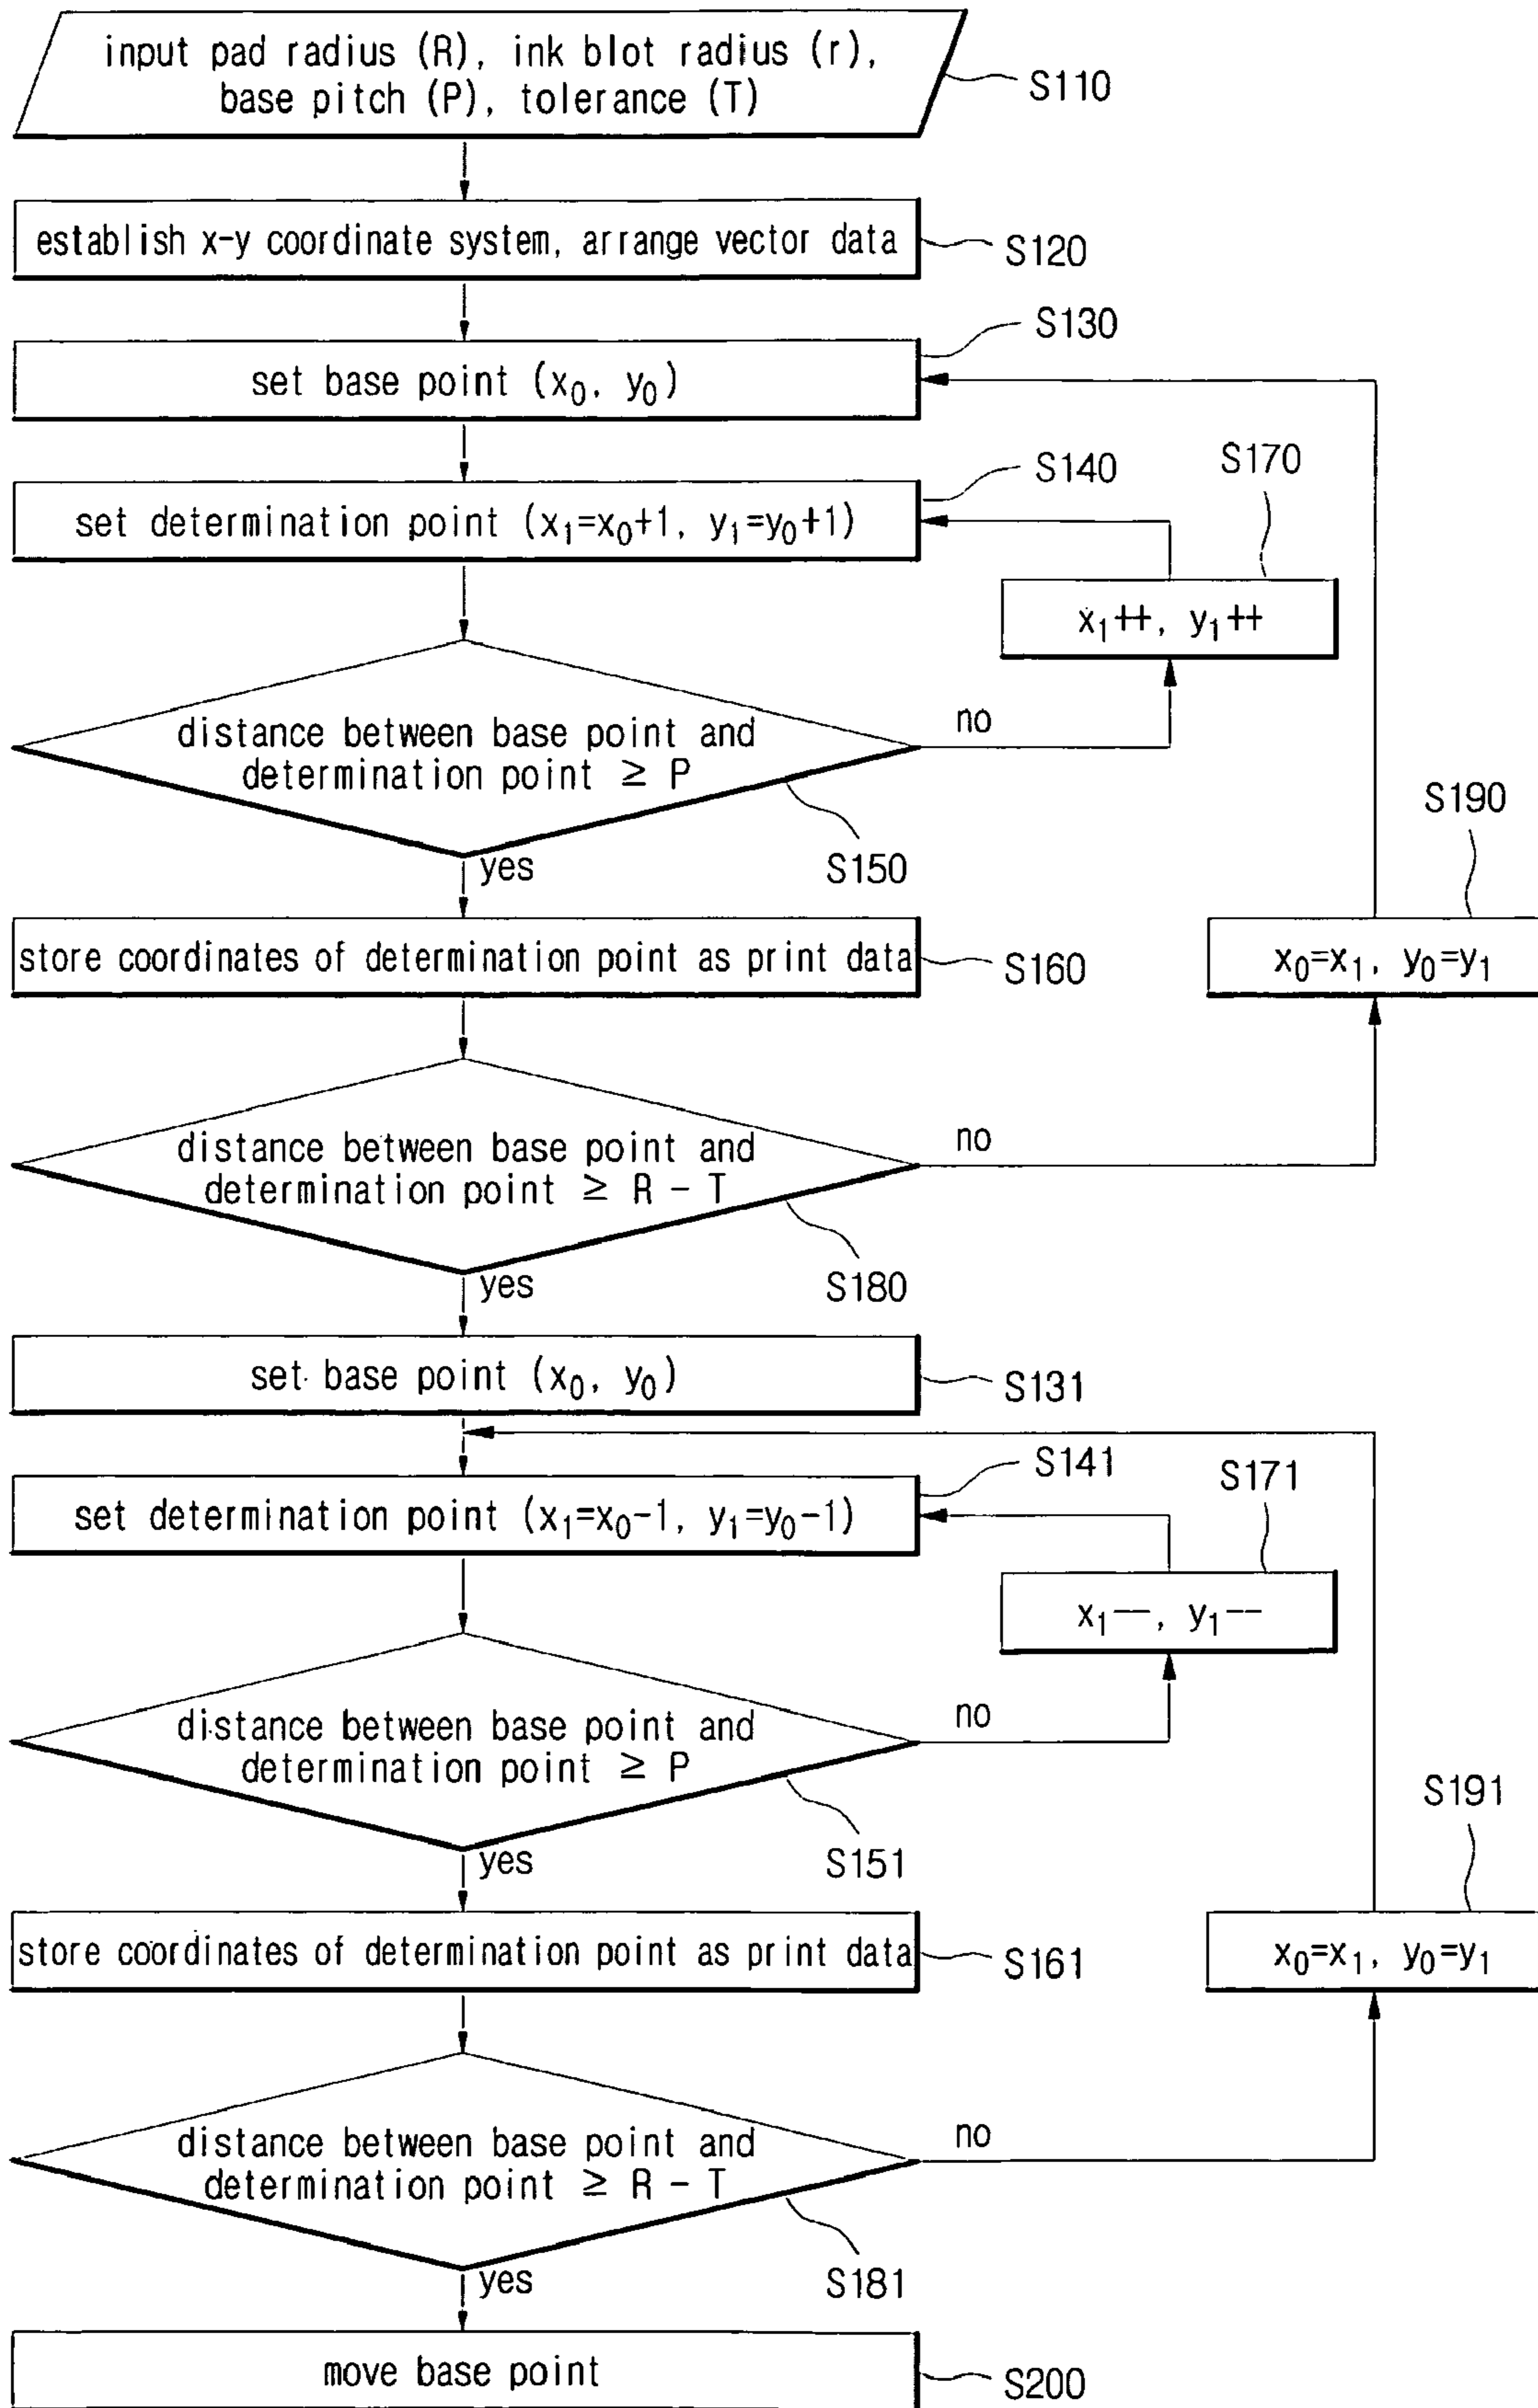 input pad radius (R), ink blot radius (r),
base pitch (P), tolerance (T)
S110
establish x-y coordinate system, arrange vector data
S120
S130
set base point (x₀, y₀)
S140
S170
set determination point (x₁=x₀+1, y₁=y₀+1)
x₁++, y₁++
distance between base point and
determination point ≥ P
no
S190
yes
S150
store coordinates of determination point as print data
S160
x₀=x₁, y₀=y₁
distance between base point and
determination point ≥ R - T
no
yes
S180
set base point (x₀, y₀)
S131
S141
S171
set determination point (x₁=x₀-1, y₁=y₀-1)
x₁--, y₁--
distance between base point and
determination point ≥ P
no
S191
yes
S151
store coordinates of determination point as print data
S161
x₀=x₁, y₀=y₁
distance between base point and
determination point ≥ R - T
no
yes
S181
move base point
S200